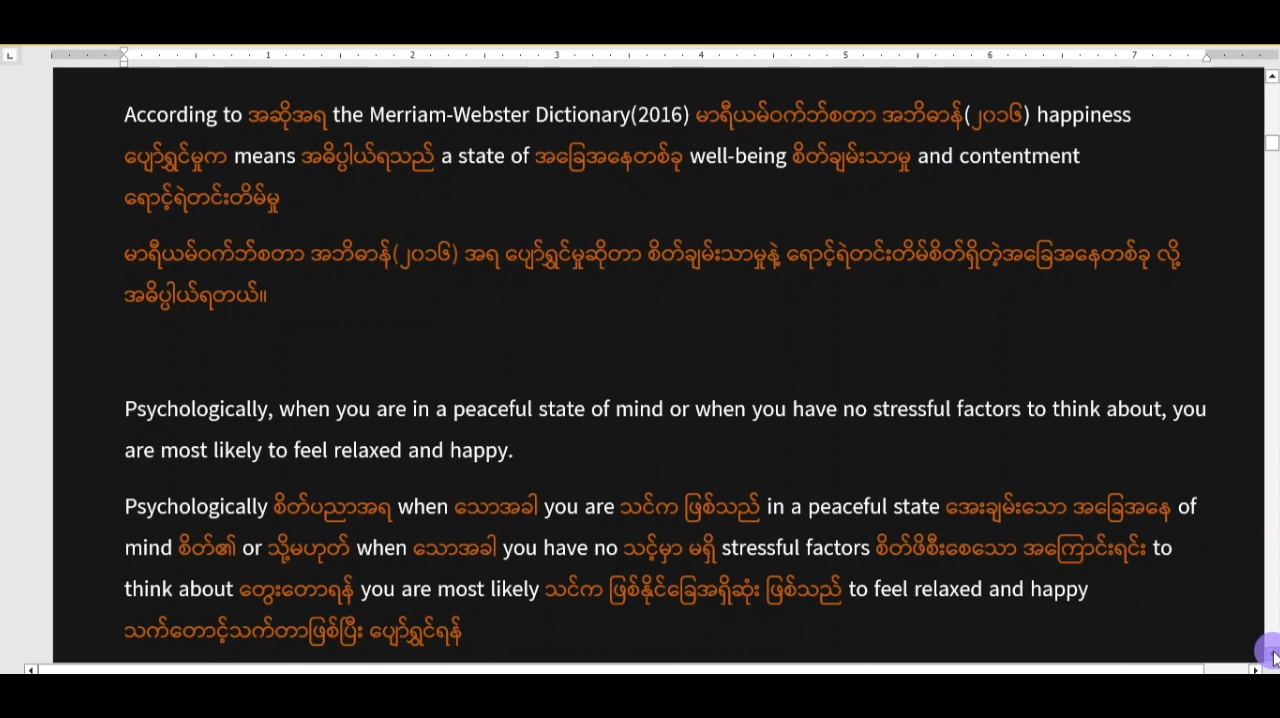 1 2 3 4 5 6 7
According to အဆိုအရ the Merriam-Webster Dictionary(2016) မာရီယမ်ဝက်ဘ်စတာ အဘိဓာန်(၂၀၁၆) happiness
ပျော်ရွှင်မှုက means အဓိပ္ပါယ်ရသည် a state of အခြေအနေတစ်ခု well-being စိတ်ချမ်းသာမှု and contentment
ရောင့်ရဲတင်းတိမ်မှု
မာရီယမ်ဝက်ဘ်စတာ အဘိဓာန်(၂၀၁၆) အရ ပျော်ရွှင်မှုဆိုတာ စိတ်ချမ်းသာမှုနဲ့ ရောင့်ရဲတင်းတိမ်စိတ်ရှိတဲ့အခြေအနေတစ်ခု လို့
အဓိပ္ပါယ်ရတယ်။
Psychologically, when you are in a peaceful state of mind or when you have no stressful factors to think about, you
are most likely to feel relaxed and happy.
Psychologically စိတ်ပညာအရ when သောအခါ you are သင်က ဖြစ်သည် in a peaceful state အေးချမ်းသော အခြေအနေ of
mind စိတ်၏ or သို့မဟုတ် when သောအခါ you have no သင့်မှာ မရှိ stressful factors စိတ်ဖိစီးစေသော အကြောင်းရင်း to
think about တွေးတောရန် you are most likely သင်က ဖြစ်နိုင်ခြေအရှိဆုံး ဖြစ်သည် to feel relaxed and happy
သက်တောင့်သက်တာဖြစ်ပြီး ပျော်ရွှင်ရန်